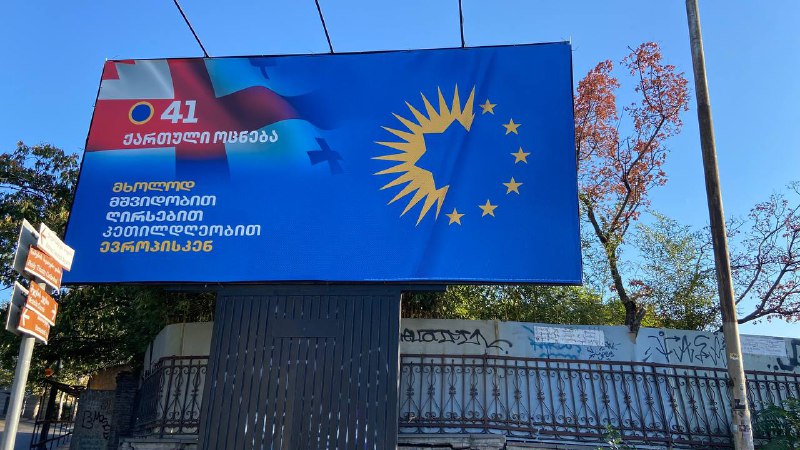 41
ქართული ოცნება
მხოლოდ
მშვიდობით
ღირსებით
კეთილდღეობით
ევროპისკენ